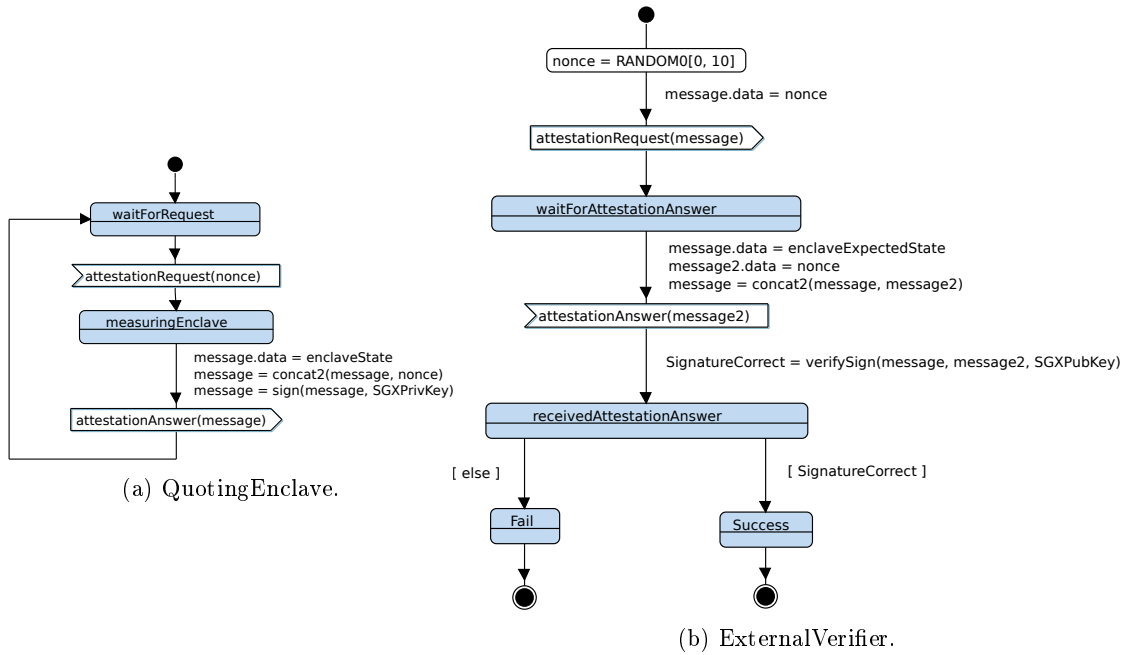 waitForRequest
attestationRequest(nonce)
measuringEnclave
message.data = enclaveState
message = concat2(message, nonce)
message = sign(message, SGXPrivKey)
attestationAnswer(message)
(a) QuotingEnclave.
nonce = RANDOM0[0, 10]
message.data = nonce
attestationRequest(message)
waitForAttestationAnswer
message.data = enclaveExpectedState
message2.data = nonce
message = concat2(message, message2)
attestationAnswer(message2)
SignatureCorrect = verifySign(message, message2, SGXPubKey)
receivedAttestationAnswer
[ else ]
[ SignatureCorrect ]
Fail
Success
(b) ExternalVerifier.